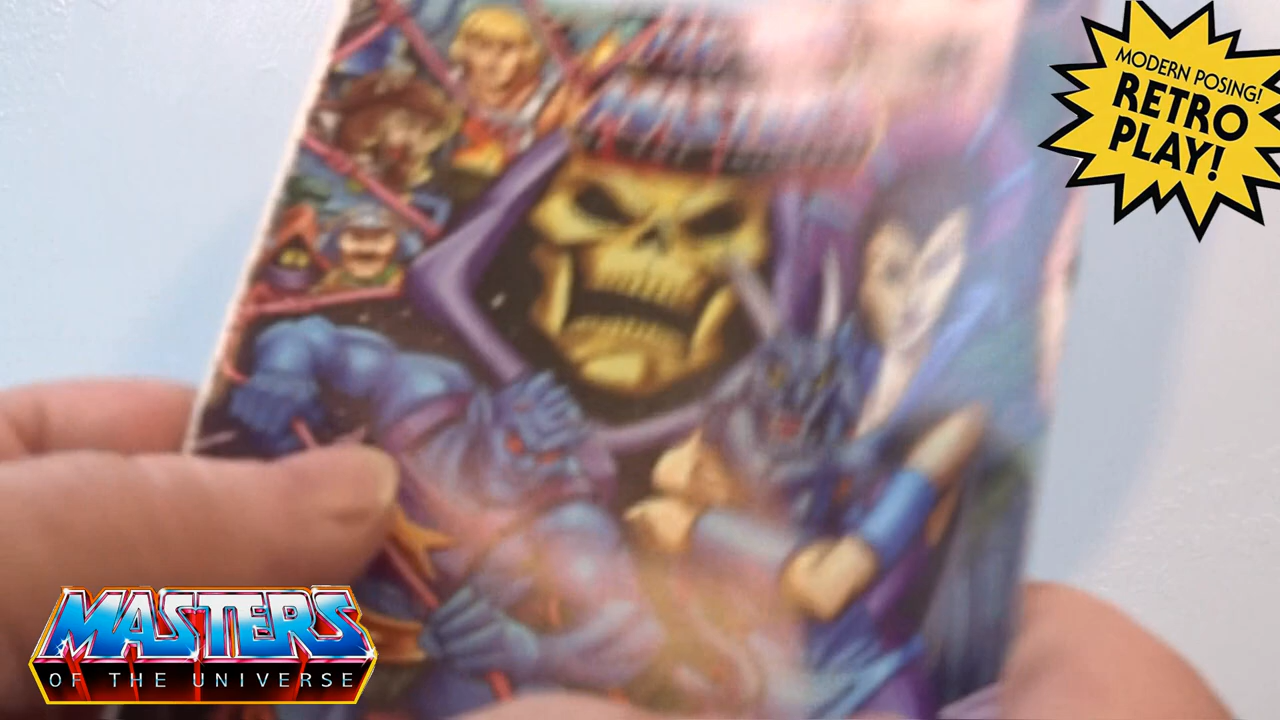 MODERN POSING!
RETRO
PLAY!
MASTERS
OF THE UNIVERSE